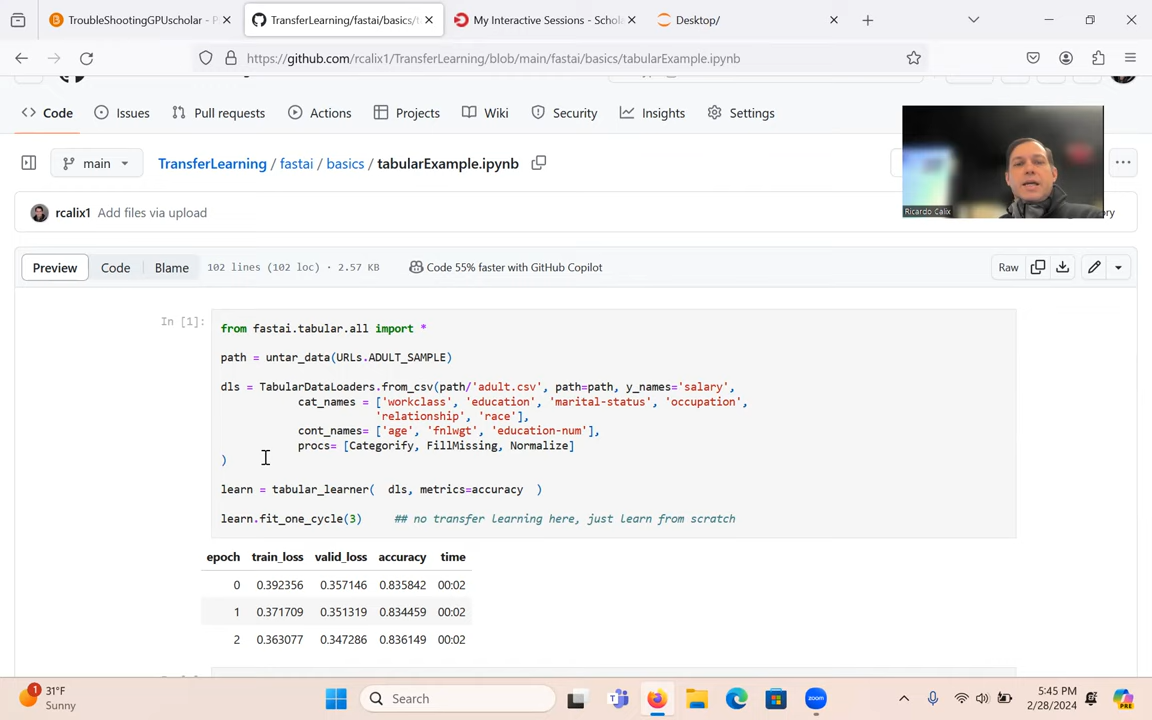 TroubleShootingGPUscholar - P
TransferLearning/fastai/basics/t
My Interactive Sessions - Schola
Desktop/
https://github.com/rcalix1/TransferLearning/blob/main/fastai/basics/tabularExample.ipynb
Code
Issues
Pull requests
Actions
Projects
Wiki
Security
Insights
Settings
main
TransferLearning / fastai / basics / tabularExample.ipynb
Ricardo Calix
rcalix1 Add files via upload
Preview
Code
Blame
102 lines (102 loc) · 2.57 KB
Code 55% faster with GitHub Copilot
Raw
In [1]:
from fastai.tabular.all import *
path = untar_data(URLs.ADULT_SAMPLE)
dls = TabularDataLoaders.from_csv(path/'adult.csv', path=path, y_names='salary',
cat_names = ['workclass', 'education', 'marital-status', 'occupation',
'relationship', 'race'],
cont_names= ['age', 'fnlwgt', 'education-num'],
procs= [Categorify, FillMissing, Normalize]
)
learn = tabular_learner(  dls, metrics=accuracy  )
learn.fit_one_cycle(3)    ## no transfer learning here, just learn from scratch
epoch train_loss valid_loss accuracy time
0 0.392356 0.357146 0.835842 00:02
1 0.371709 0.351319 0.834459 00:02
2 0.363077 0.347286 0.836149 00:02
1
31°F
Sunny
Search
5:45 PM
2/28/2024
PRE